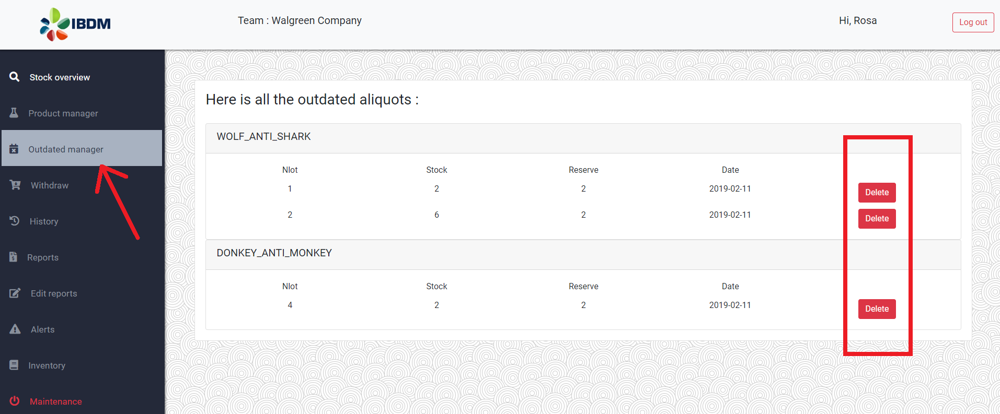 IBDM
Team : Walgreen Company
Hi, Rosa
Log out
Stock overview
Product manager
Outdated manager
Withdraw
History
Reports
Edit reports
Alerts
Inventory
Maintenance
Here is all the outdated aliquots :
WOLF_ANTI_SHARK
Nlot Stock Reserve Date
1 2 2 2019-02-11 Delete
2 6 2 2019-02-11 Delete
DONKEY_ANTI_MONKEY
Nlot Stock Reserve Date
4 2 2 2019-02-11 Delete